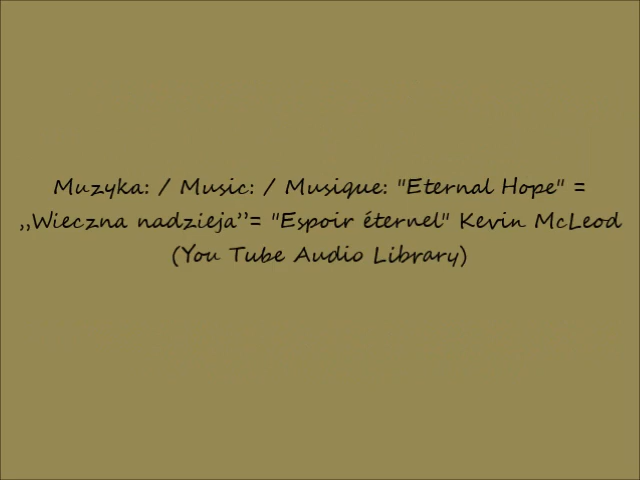 Muzyka: / Music: / Musique: "Eternal Hope" =
„Wieczna nadzieja”= "Espoir éternel" Kevin McLeod
(You Tube Audio Library)